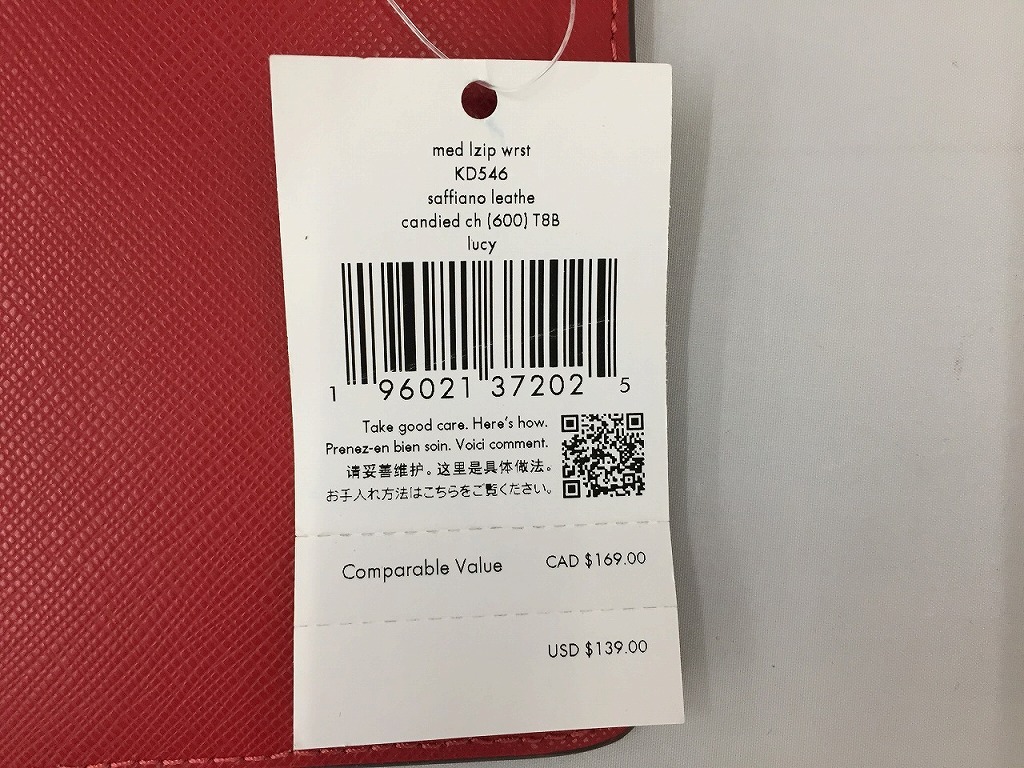 med lzip wrst
KD546
saffiano leathe
candied ch (600) T8B
lucy
1 96021 37202 5
Take good care. Here's how.
Prenez-en bien soin. Voici comment.
请妥善维护。这里是具体做法。
お手入れ方法はこちらをご覧ください。
Comparable Value CAD $169.00
USD $139.00